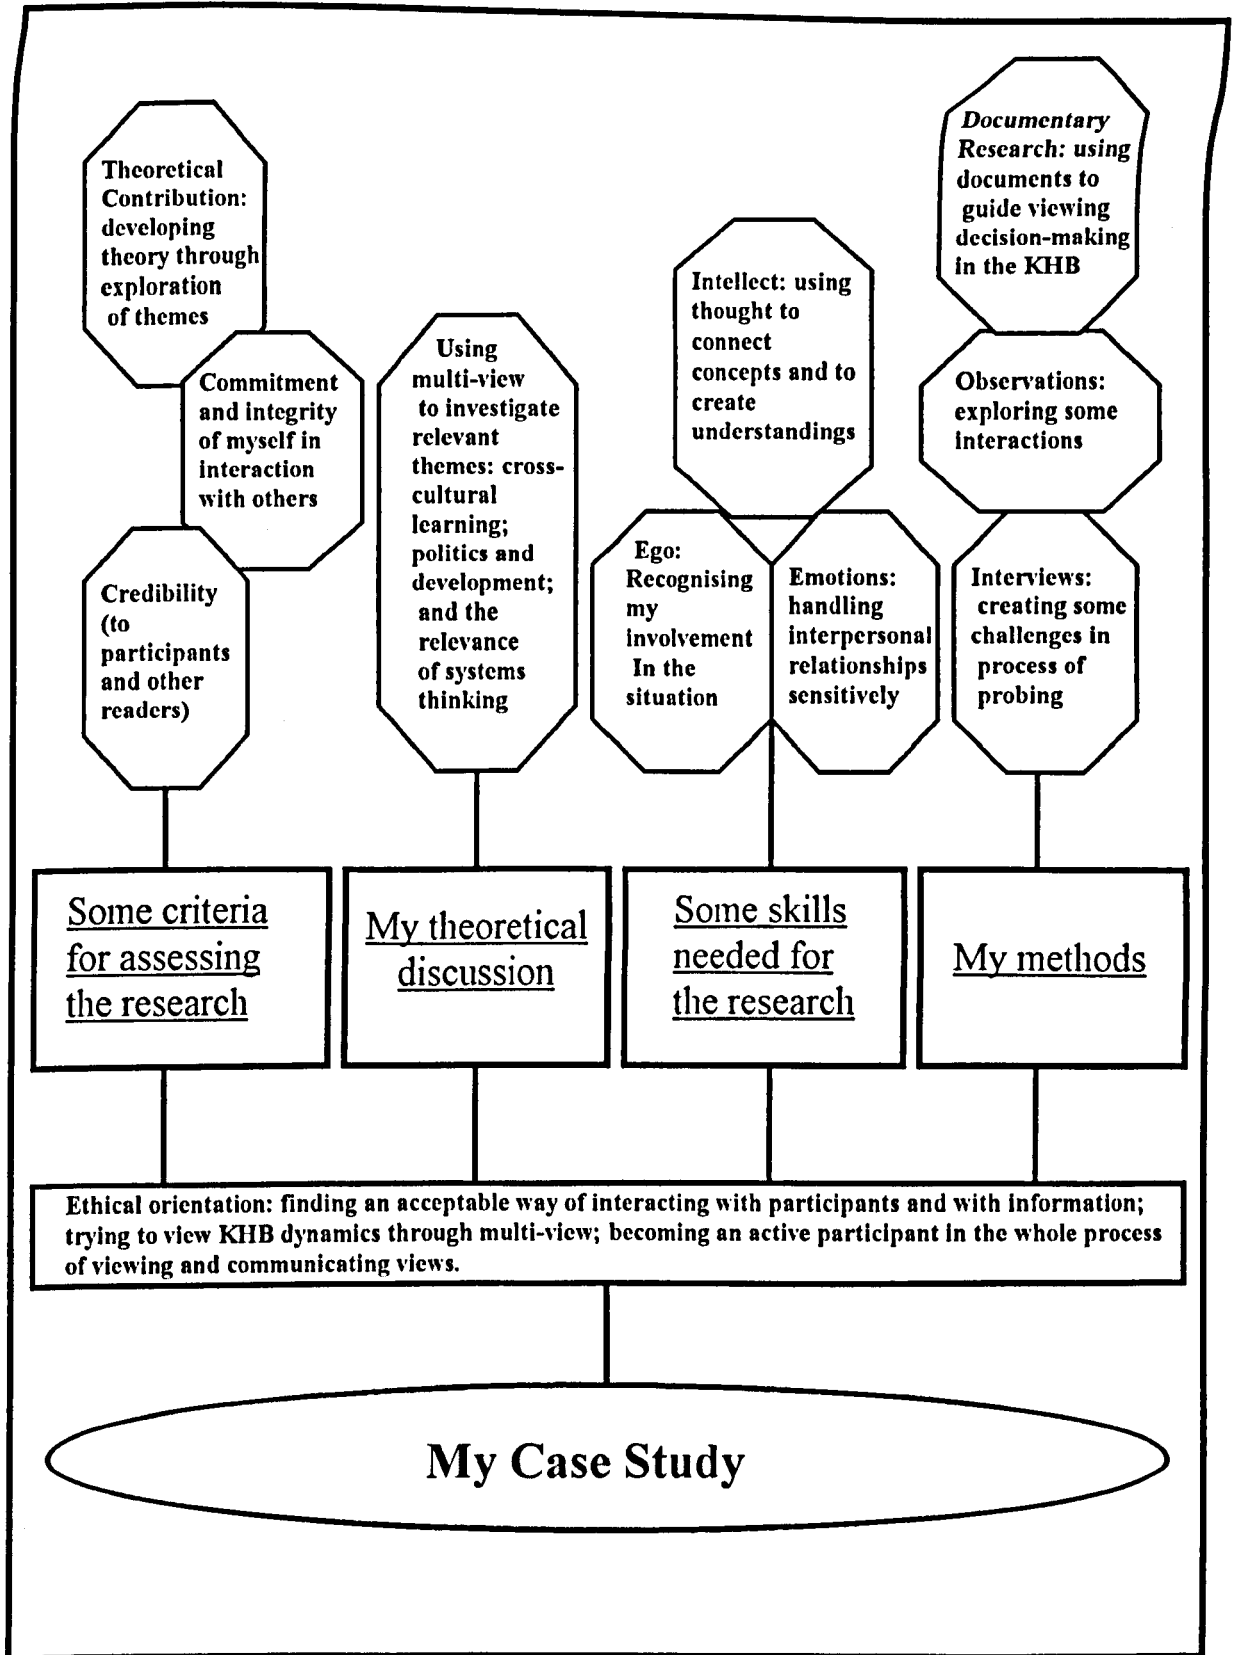 Theoretical
Contribution:
developing
theory through
exploration
of themes
Commitment
and integrity
of myself in
interaction
with others
Credibility
(to
participants
and other
readers)
Using
multi-view
to investigate
relevant
themes: cross-
cultural
learning;
politics and
development;
and the
relevance
of systems
thinking
Intellect: using
thought to
connect
concepts and to
create
understandings
Ego:
Recognising
my
involvement
In the
situation
Emotions:
handling
interpersonal
relationships
sensitively
Documentary
Research: using
documents to
guide viewing
decision-making
in the KHB
Observations:
exploring some
interactions
Interviews:
creating some
challenges in
process of
probing
Some criteria
for assessing
the research
My theoretical
discussion
Some skills
needed for
the research
My methods
Ethical orientation: finding an acceptable way of interacting with participants and with information;
trying to view KHB dynamics through multi-view; becoming an active participant in the whole process
of viewing and communicating views.
My Case Study